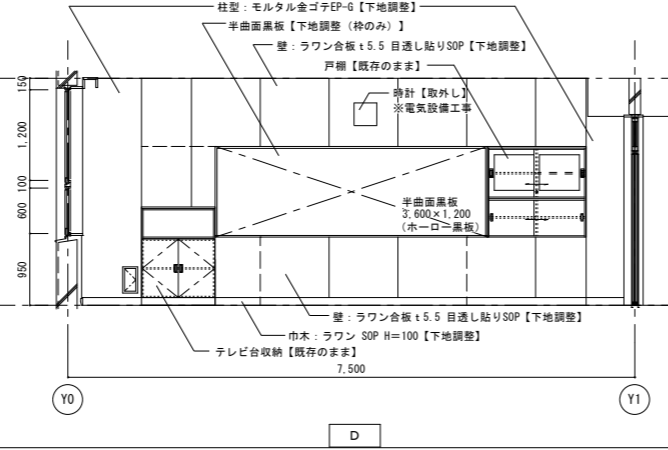 柱型：モルタル金ゴテEP-G【下地調整】
半曲面黒板【下地調整（枠のみ）】
壁：ラワン合板ｔ5.5 目透し貼りSOP【下地調整】
戸棚【既存のまま】
時計【取外し】
※電気設備工事
150
1,200
100
600
950
半曲面黒板
3,600×1,200
(ホーロー黒板)
壁：ラワン合板ｔ5.5 目透し貼りSOP【下地調整】
巾木：ラワン SOP H=100【下地調整】
テレビ台収納【既存のまま】
7,500
Y0
Y1
D